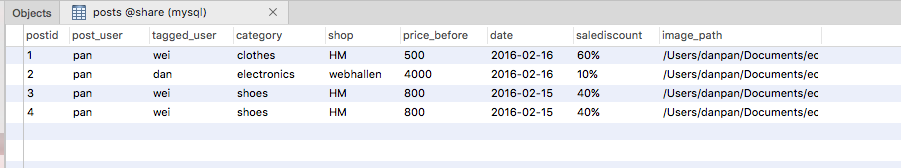 Objects posts @share (mysql)
postid post_user tagged_user category shop price_before date salediscount image_path
1 pan wei clothes HM 500 2016-02-16 60% /Users/danpan/Documents/ec
2 pan dan electronics webhallen 4000 2016-02-16 10% /Users/danpan/Documents/ec
3 pan wei shoes HM 800 2016-02-15 40% /Users/danpan/Documents/ec
4 pan wei shoes HM 800 2016-02-15 40% /Users/danpan/Documents/ec